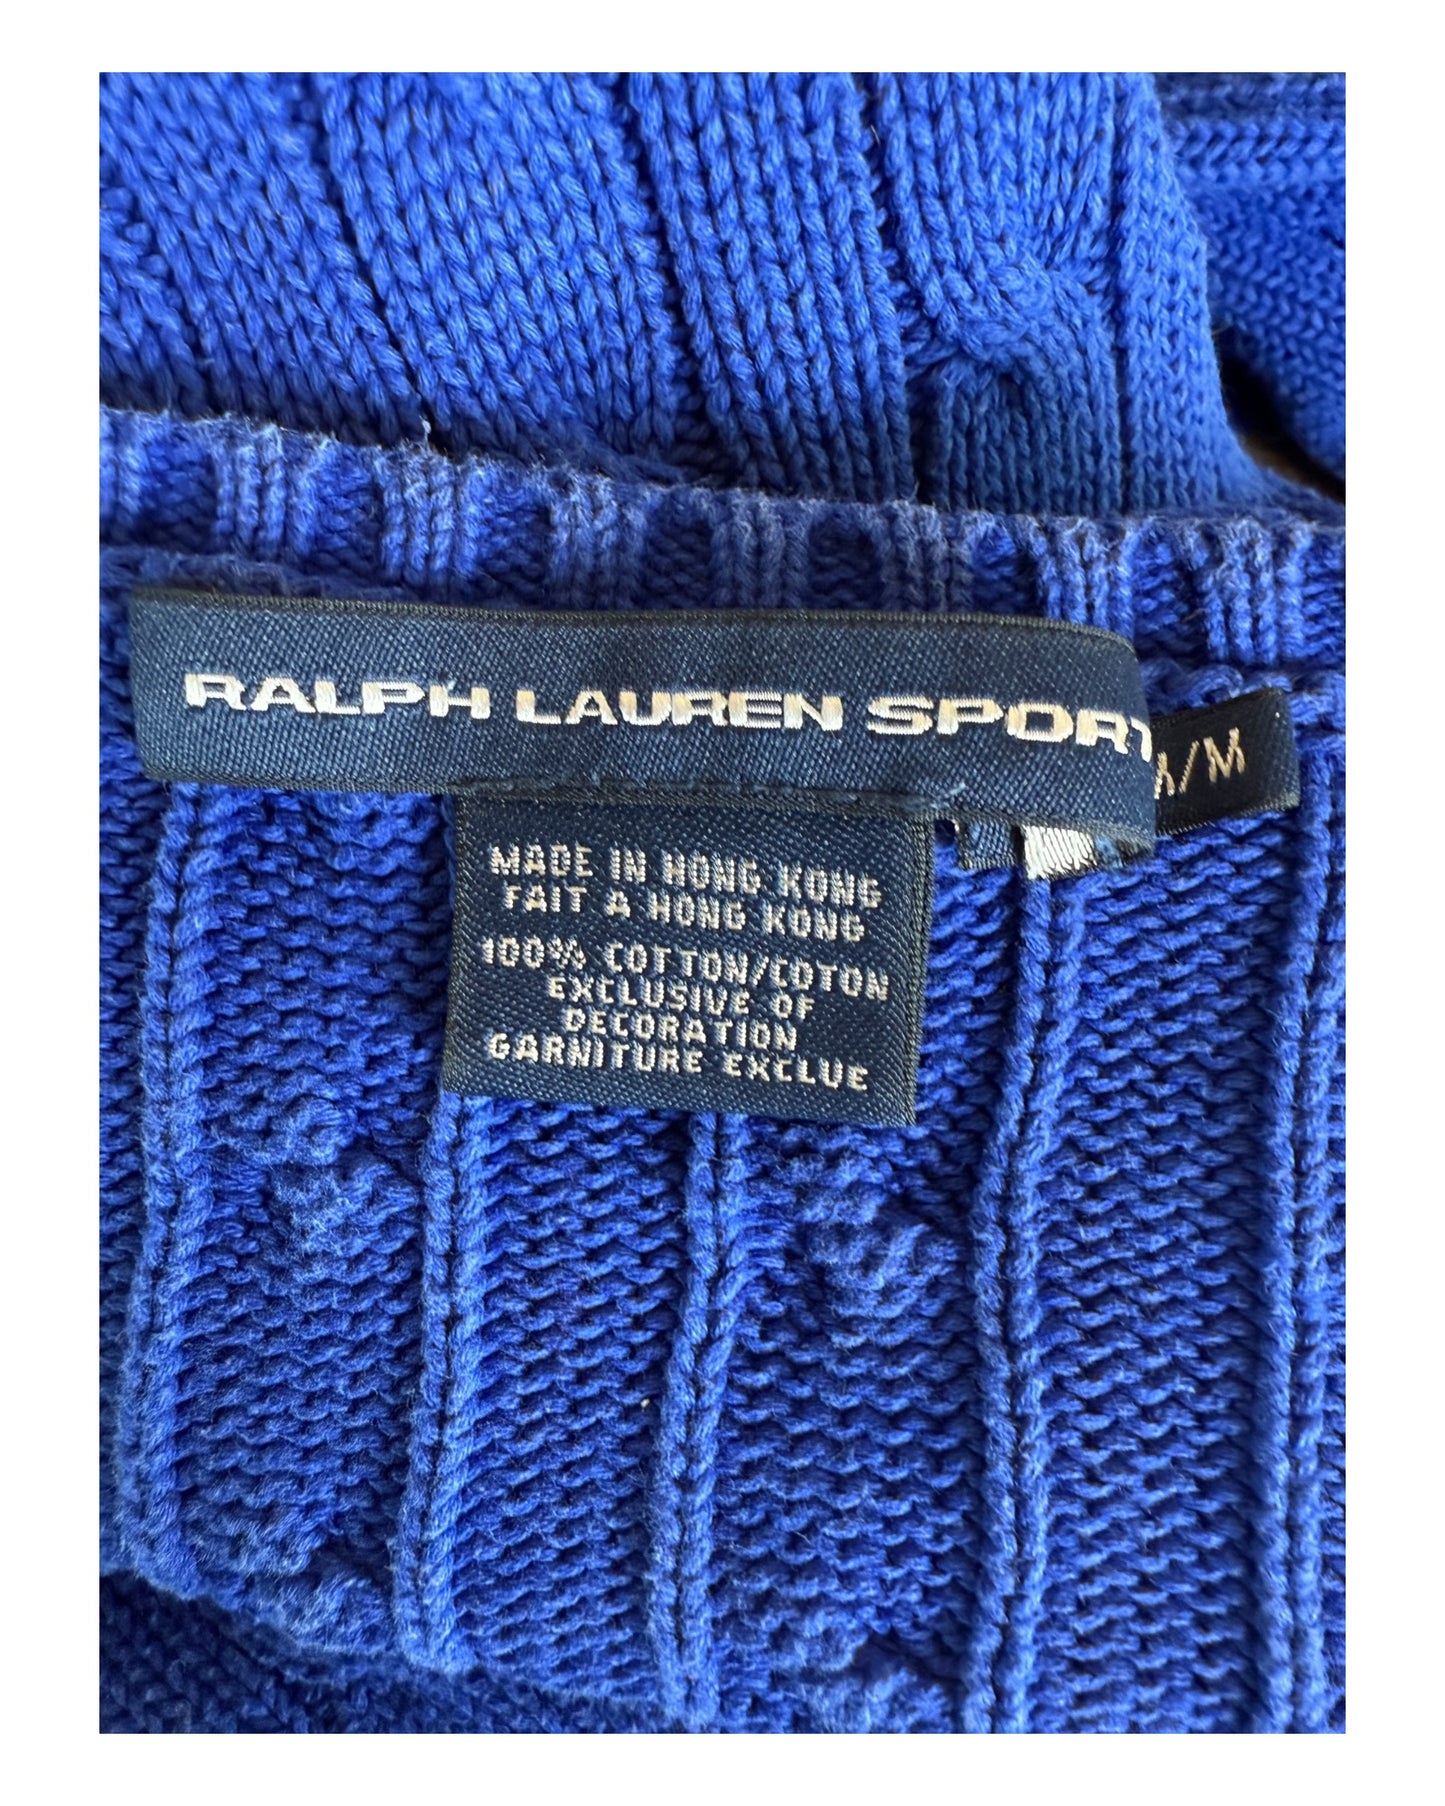 RALPH LAUREN SPORT
M/M
MADE IN HONG KONG
FAIT A HONG KONG
100% COTTON/COTON
EXCLUSIVE OF
DECORATION
GARNITURE EXCLUE